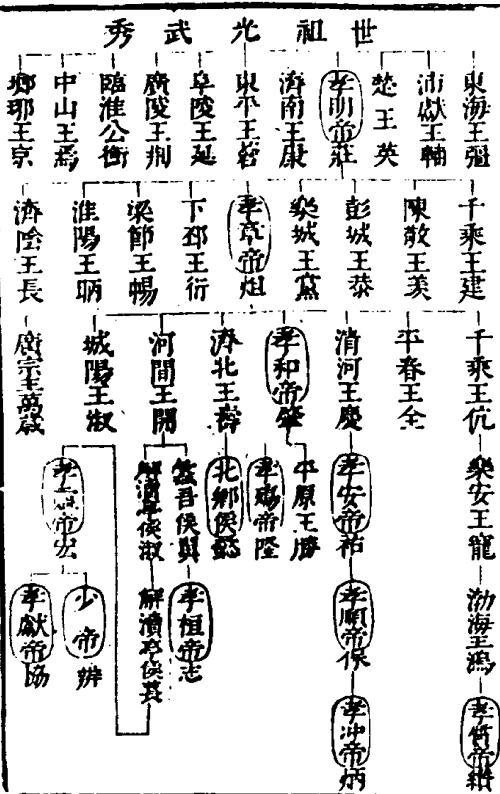 世祖光武秀
東海王彊
沛獻王輔
楚王英
孝明帝莊
濟南王康
東平王蒼
阜陵王延
廣陵王荆
臨淮公衡
中山王焉
瑯琊王京
千乘王建
陳敬王羨
彭城王恭
樂城王黨
孝章帝炟
下邳王衍
梁節王暢
淮陽王昞
濟陰王長
千乘王伉
平春王全
清河王慶
孝和帝肇
濟北王壽
河間王開
城陽王淑
廣宗王萬歲
樂安王寵
孝安帝祐
平原王勝
孝殤帝隆
北鄉侯懿
蠡吾侯翼
解瀆亭侯淑
孝靈帝宏
渤海王鴻
孝順帝保
孝桓帝志
解瀆亭侯萇
少帝辨
孝獻帝協
孝質帝纘
孝冲帝炳